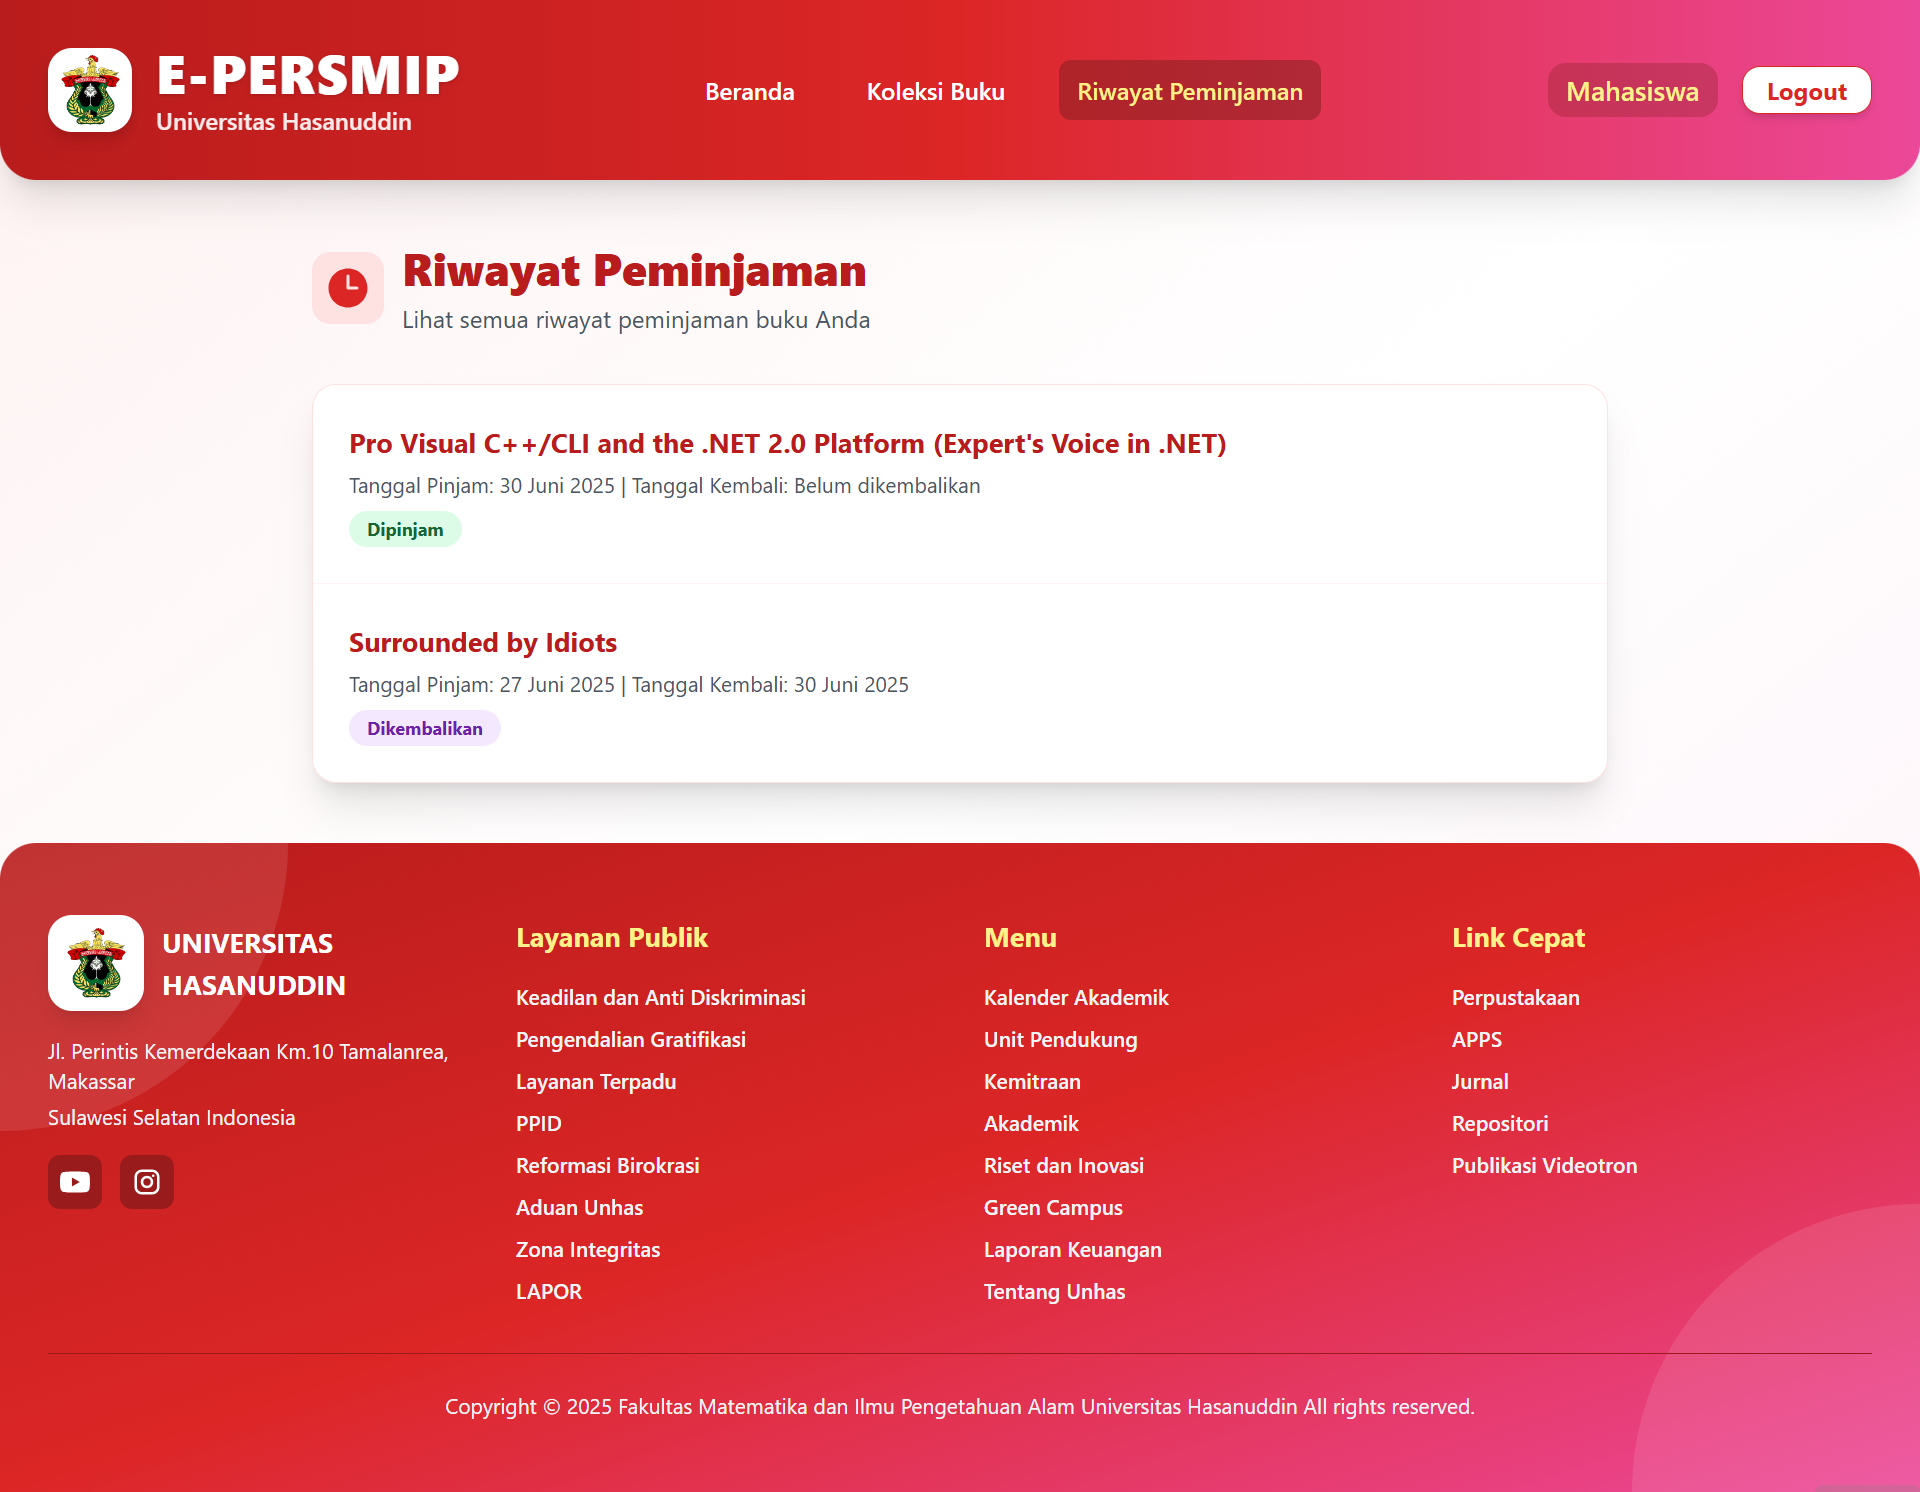 E-PERSMIP
Universitas Hasanuddin
Beranda
Koleksi Buku
Riwayat Peminjaman
Mahasiswa
Logout
Riwayat Peminjaman
Lihat semua riwayat peminjaman buku Anda
Pro Visual C++/CLI and the .NET 2.0 Platform (Expert's Voice in .NET)
Tanggal Pinjam: 30 Juni 2025 | Tanggal Kembali: Belum dikembalikan
Dipinjam
Surrounded by Idiots
Tanggal Pinjam: 27 Juni 2025 | Tanggal Kembali: 30 Juni 2025
Dikembalikan
UNIVERSITAS
HASANUDDIN
Jl. Perintis Kemerdekaan Km.10 Tamalanrea,
Makassar
Sulawesi Selatan Indonesia
Layanan Publik
Keadilan dan Anti Diskriminasi
Pengendalian Gratifikasi
Layanan Terpadu
PPID
Reformasi Birokrasi
Aduan Unhas
Zona Integritas
LAPOR
Menu
Kalender Akademik
Unit Pendukung
Kemitraan
Akademik
Riset dan Inovasi
Green Campus
Laporan Keuangan
Tentang Unhas
Link Cepat
Perpustakaan
APPS
Jurnal
Repositori
Publikasi Videotron
Copyright © 2025 Fakultas Matematika dan Ilmu Pengetahuan Alam Universitas Hasanuddin All rights reserved.